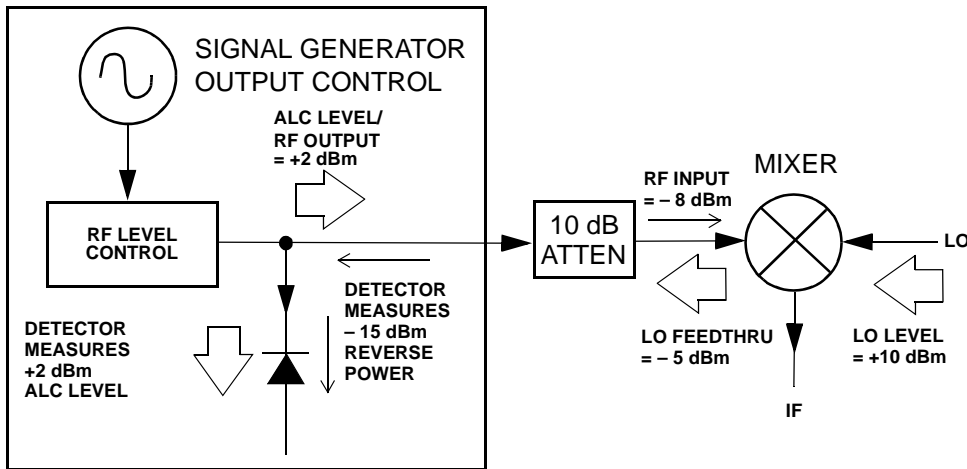 SIGNAL GENERATOR
OUTPUT CONTROL
ALC LEVEL/
RF OUTPUT
= +2 dBm
RF LEVEL
CONTROL
DETECTOR
MEASURES
+2 dBm
ALC LEVEL
DETECTOR
MEASURES
– 15 dBm
REVERSE
POWER
10 dB
ATTEN
RF INPUT
= – 8 dBm
MIXER
LO
LO FEEDTHRU
= – 5 dBm
LO LEVEL
= +10 dBm
IF